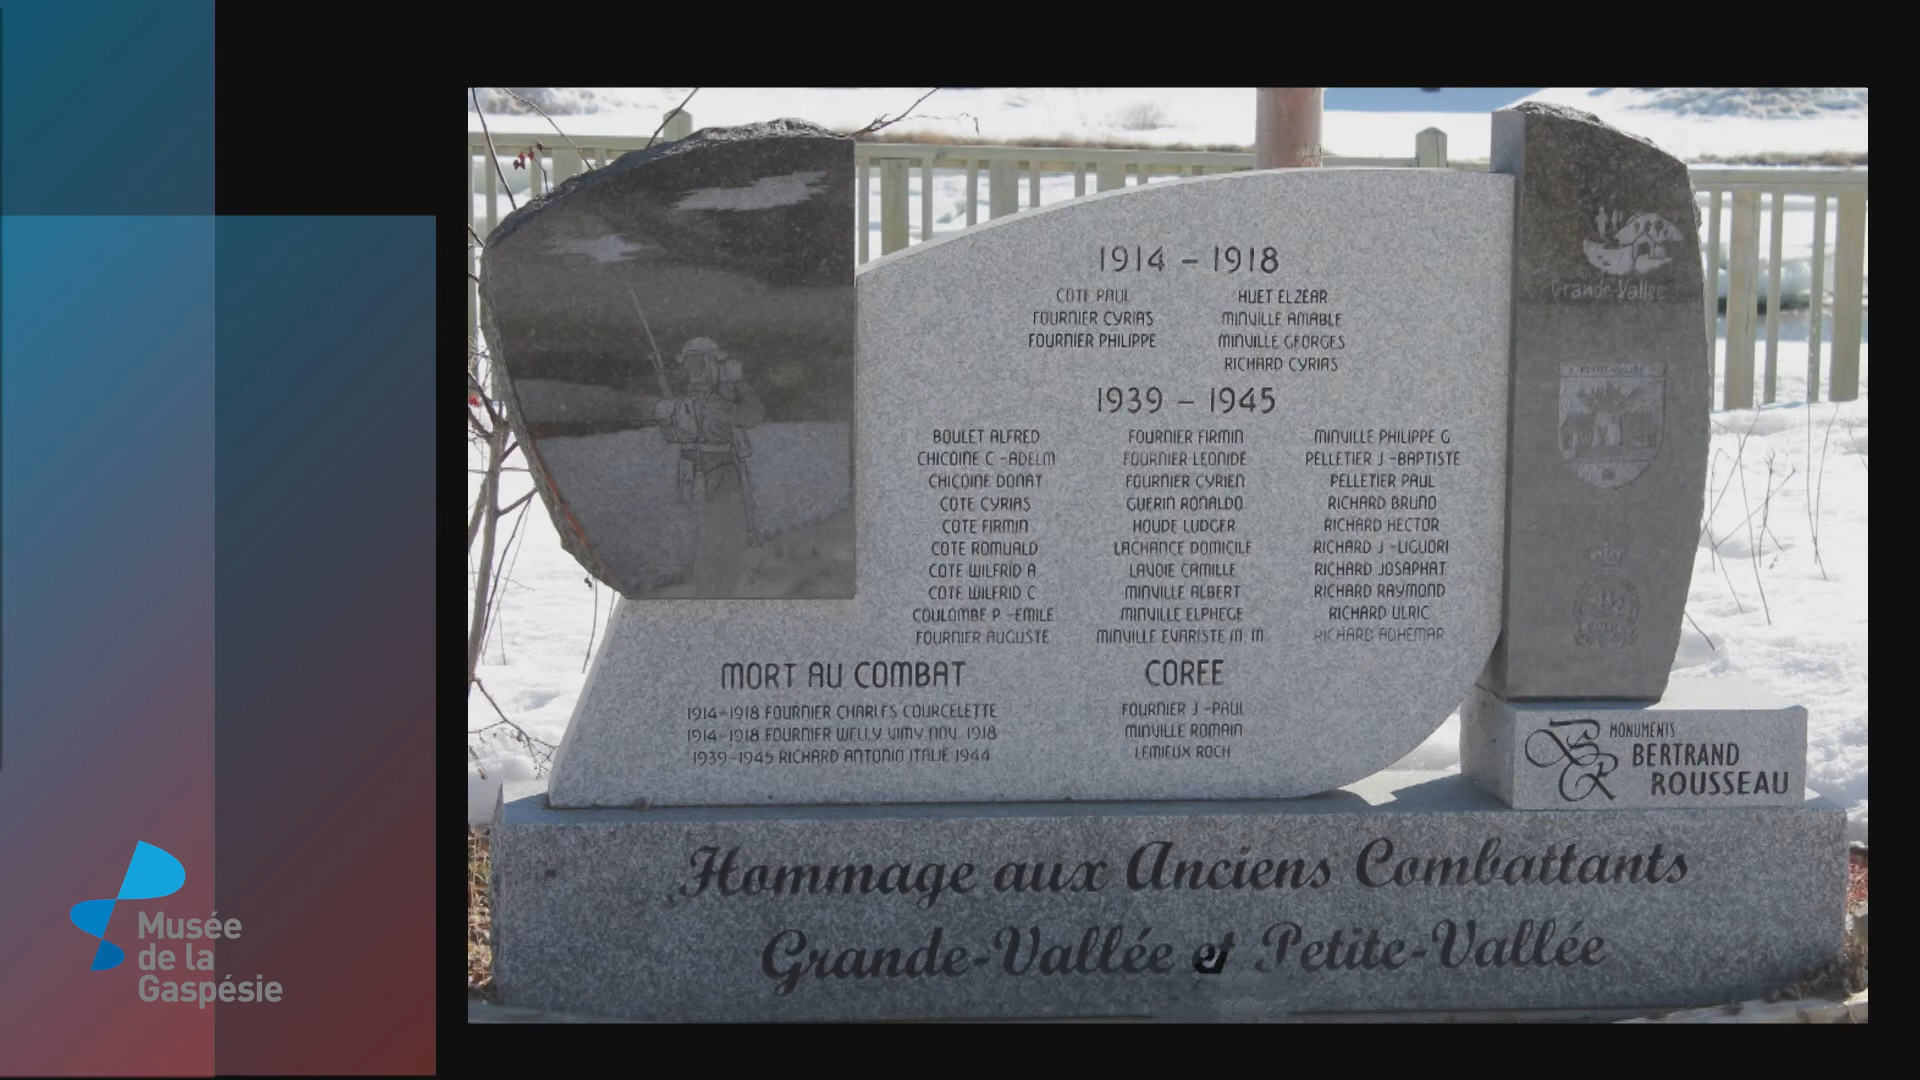 1914 – 1918
COTE PAUL
FOURNIER CYRIAS
FOURNIER PHILIPPE
HUET ELZEAR
MINVILLE AMABLE
MINVILLE GEORGES
RICHARD CYRIAS
1939 – 1945
BOULET ALFRED
CHICOINE C -ADELM
CHICOINE DONAT
COTE CYRIAS
COTE FIRMIN
COTE ROMUALD
COTE WILFRID A
COTE WILFRID C
COULOMBE P -EMILE
FOURNIER AUGUSTE
FOURNIER FIRMIN
FOURNIER LEONIDE
FOURNIER CYRIEN
GUERIN RONALDO
HOUDE LUDGER
LACHANCE DOMICILE
LAVOIE CAMILLE
MINVILLE ALBERT
MINVILLE ELPHEGE
MINVILLE EVARISTE M M
MINVILLE PHILIPPE G
PELLETIER J -BAPTISTE
PELLETIER PAUL
RICHARD BRUNO
RICHARD HECTOR
RICHARD J -LIGUORI
RICHARD JOSAPHAT
RICHARD RAYMOND
RICHARD ULRIC
RICHARD ADHEMAR
MORT AU COMBAT
1914-1918 FOURNIER CHARLES COURCELETTE
1914-1918 FOURNIER WELLY VIMY NOV. 1918
1939-1945 RICHARD ANTONIO ITALIE 1944
COREE
FOURNIER J -PAUL
MINVILLE ROMAIN
LEMIEUX ROCH
Grande-Vallée
PETITE-VALLÉE
BR
MONUMENTS
BERTRAND
ROUSSEAU
Hommage aux Anciens Combattants
Grande-Vallée et Petite-Vallée
Musée
de la
Gaspésie